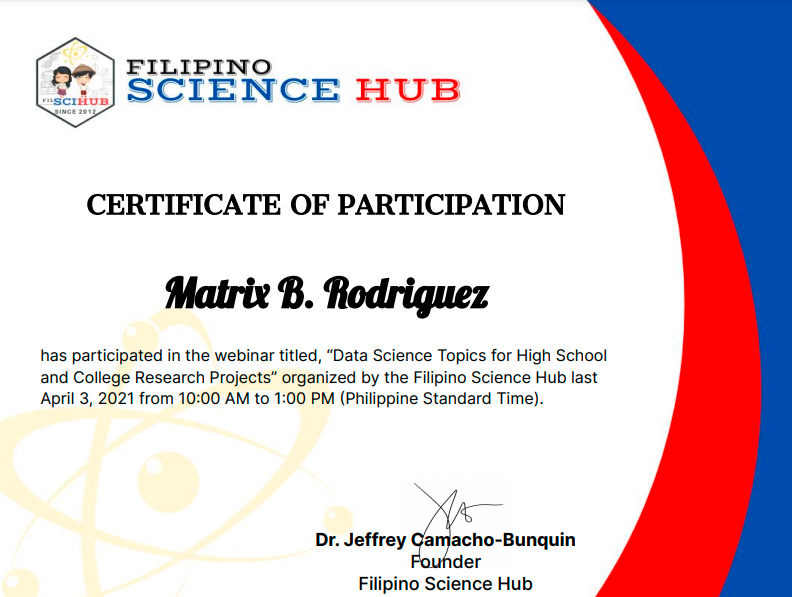 FILIPINO
SCIENCE HUB
FILSCIHUB
SINCE 2012
CERTIFICATE OF PARTICIPATION
Matrix B. Rodriguez
has participated in the webinar titled, “Data Science Topics for High School
and College Research Projects” organized by the Filipino Science Hub last
April 3, 2021 from 10:00 AM to 1:00 PM (Philippine Standard Time).
Dr. Jeffrey Camacho-Bunquin
Founder
Filipino Science Hub